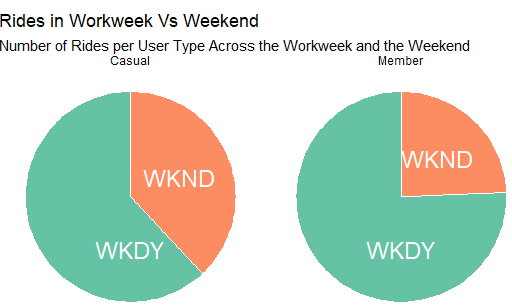 Rides in Workweek Vs Weekend
Number of Rides per User Type Across the Workweek and the Weekend
Casual
Member
WKND
WKDY
WKND
WKDY